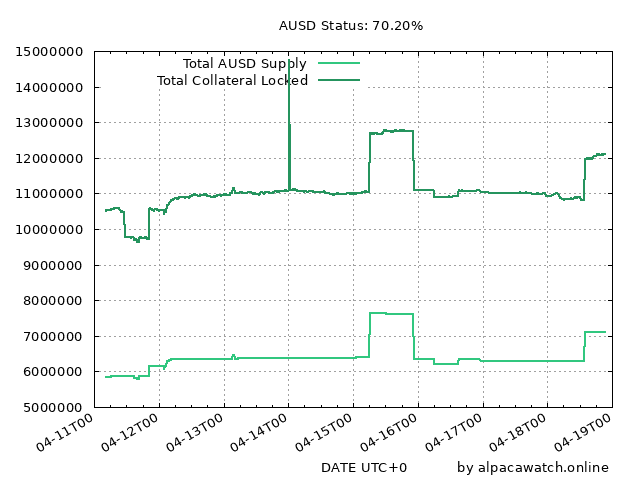 AUSD Status: 70.20%
15000000
14000000
13000000
12000000
11000000
10000000
9000000
8000000
7000000
6000000
5000000
Total AUSD Supply
Total Collateral Locked
04-11T00
04-12T00
04-13T00
04-14T00
04-15T00
04-16T00
04-17T00
04-18T00
04-19T00
DATE UTC+0
by alpacawatch.online